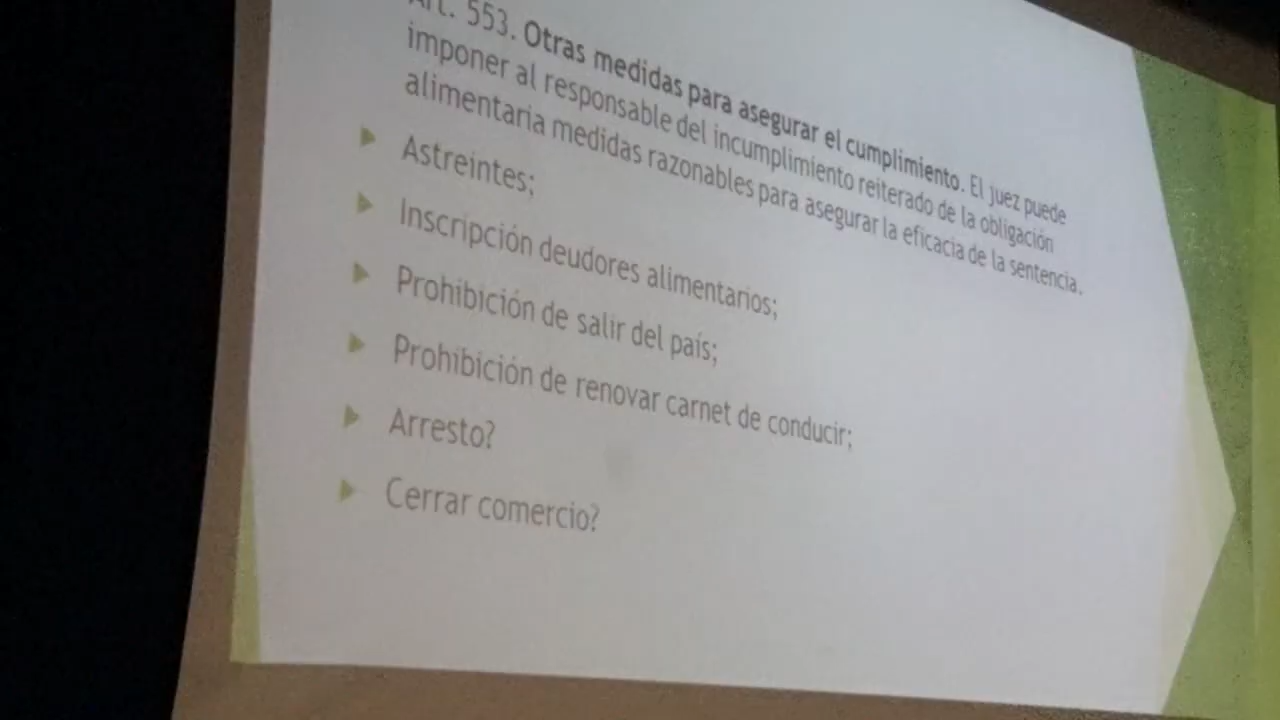 Art. 553. Otras medidas para asegurar el cumplimiento. El juez puede
imponer al responsable del incumplimiento reiterado de la obligación
alimentaria medidas razonables para asegurar la eficacia de la sentencia.
Astreintes;
Inscripción deudores alimentarios;
Prohibición de salir del país;
Prohibición de renovar carnet de conducir;
Arresto?
Cerrar comercio?